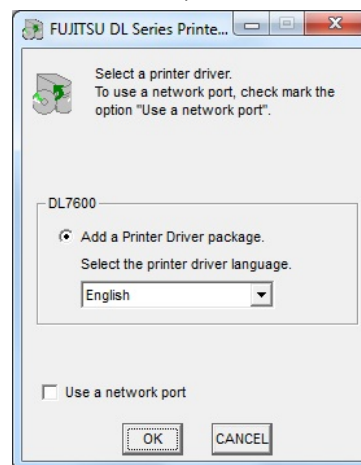 FUJITSU DL Series Printe...
Select a printer driver.
To use a network port, check mark the
option "Use a network port".
DL7600
Add a Printer Driver package.
Select the printer driver language.
English
Use a network port
OK
CANCEL